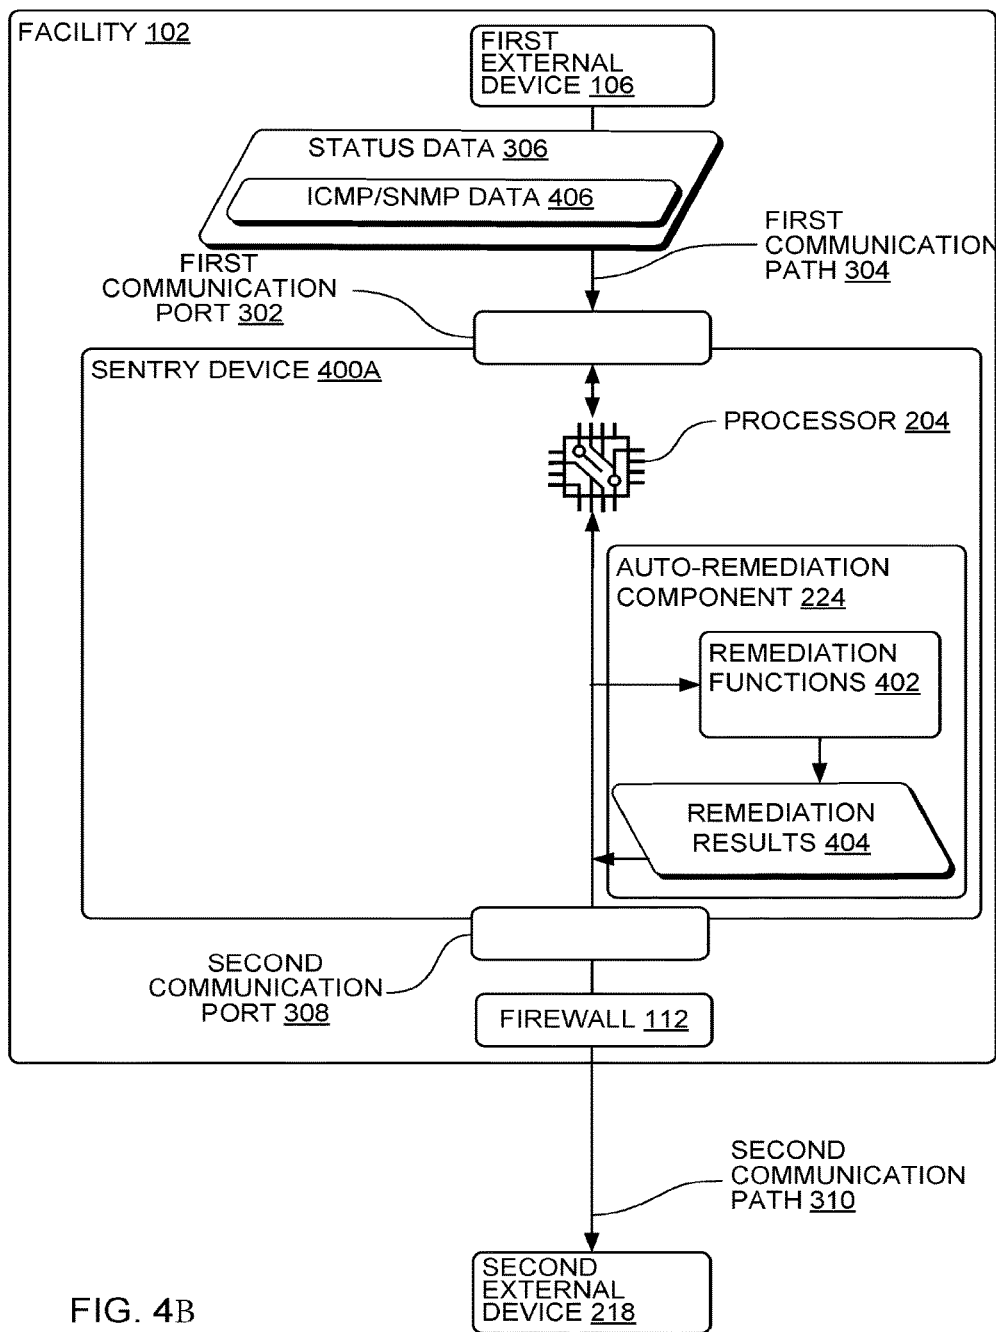 FACILITY 102
FIRST
EXTERNAL
DEVICE 106
STATUS DATA 306
ICMP/SNMP DATA 406
FIRST
COMMUNICATION
PATH 304
FIRST
COMMUNICATION
PORT 302
SENTRY DEVICE 400A
PROCESSOR 204
AUTO-REMEDIATION
COMPONENT 224
REMEDIATION
FUNCTIONS 402
REMEDIATION
RESULTS 404
SECOND
COMMUNICATION
PORT 308
FIREWALL 112
SECOND
COMMUNICATION
PATH 310
SECOND
EXTERNAL
DEVICE 218
FIG. 4B